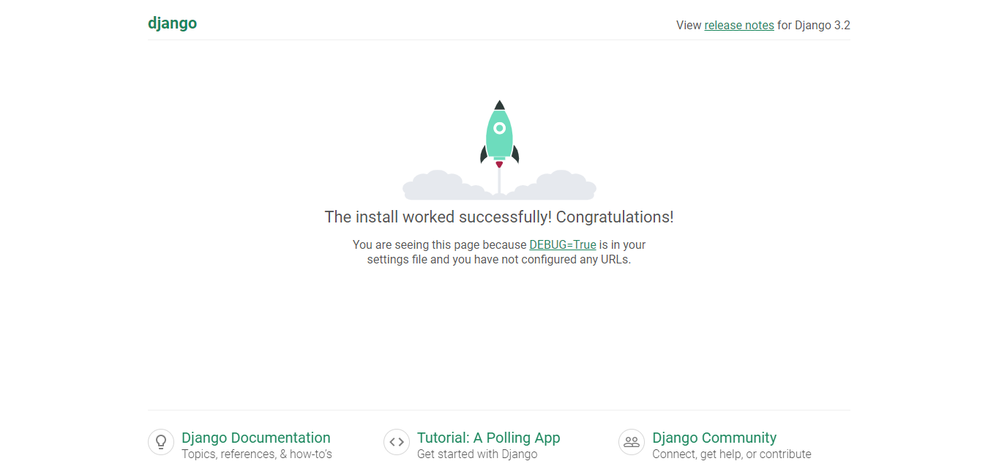 django
View release notes for Django 3.2
The install worked successfully! Congratulations!
You are seeing this page because DEBUG=True is in your
settings file and you have not configured any URLs.
Django Documentation
Topics, references, & how-to’s
Tutorial: A Polling App
Get started with Django
Django Community
Connect, get help, or contribute